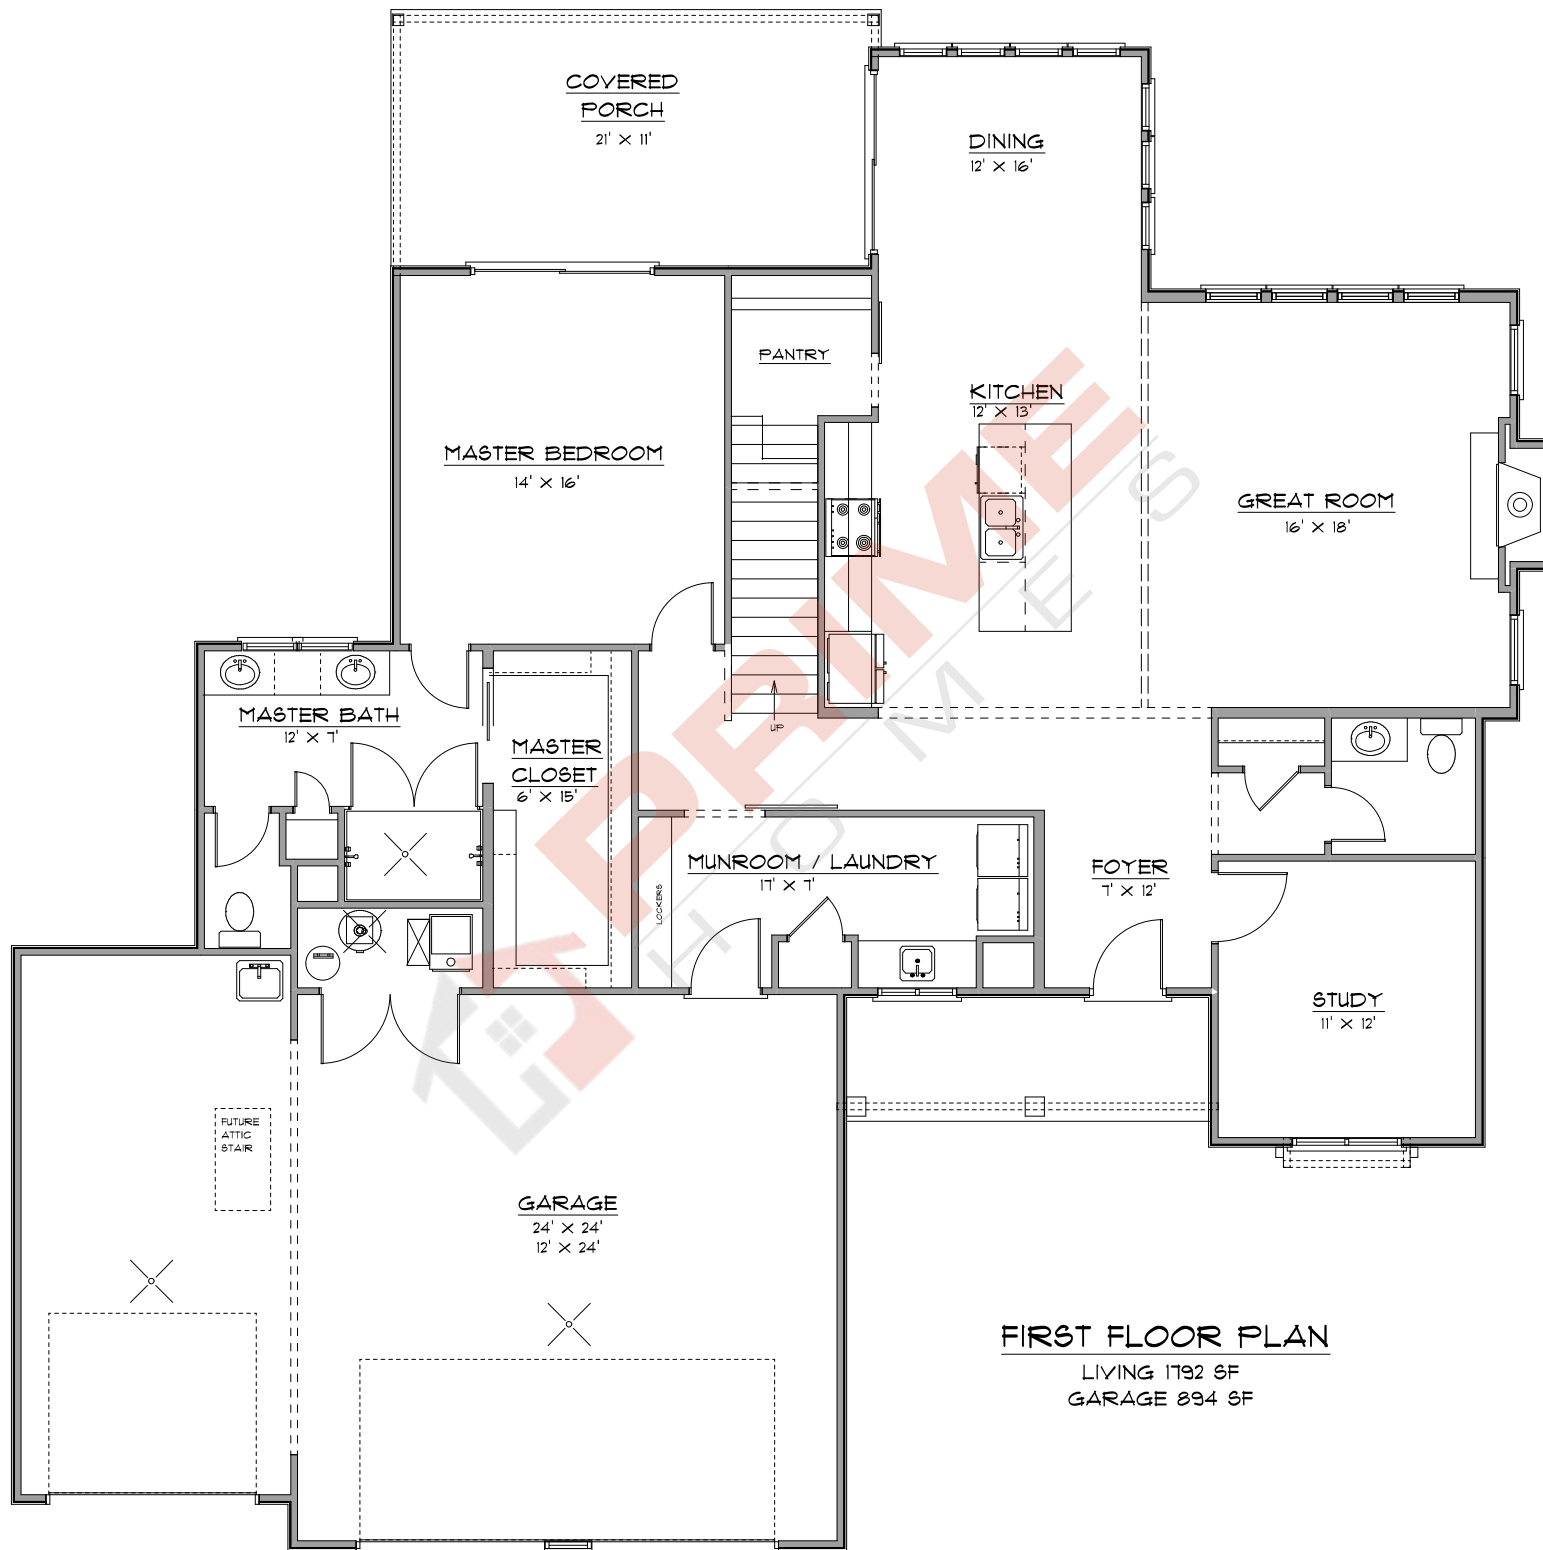 COVERED
PORCH
21' X 11'
DINING
12' X 16'
PANTRY
KITCHEN
12' X 13'
MASTER BEDROOM
14' X 16'
GREAT ROOM
16' X 18'
UP
MASTER BATH
12' X 7'
MASTER
CLOSET
6' X 15'
MUNROOM / LAUNDRY
17' X 7'
LOCKERS
FOYER
7' X 12'
STUDY
11' X 12'
FUTURE
ATTIC
STAIR
GARAGE
24' X 24'
12' X 24'
FIRST FLOOR PLAN
LIVING 1792 SF
GARAGE 894 SF
PRIME
HOMES